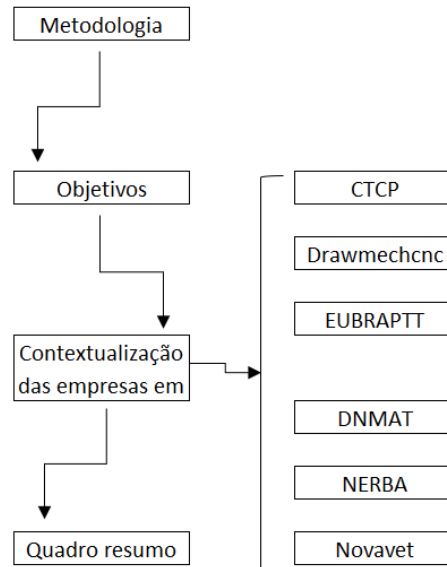 Metodologia
Objetivos
Contextualização
das empresas em
Quadro resumo
CTCP
Drawmechcnc
EUBRAPTT
DNMAT
NERBA
Novavet